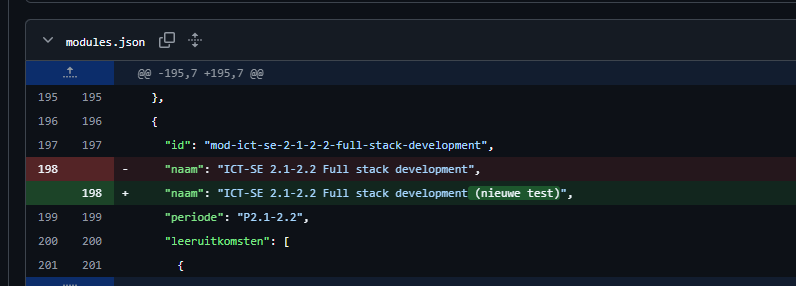 modules.json
@@ -195,7 +195,7 @@
195 195 },
196 196 {
197 197 "id": "mod-ict-se-2-1-2-2-full-stack-development",
198 - "naam": "ICT-SE 2.1-2.2 Full stack development",
198 + "naam": "ICT-SE 2.1-2.2 Full stack development (nieuwe test)",
199 199 "periode": "P2.1-2.2",
200 200 "leeruitkomsten": [
201 201 {